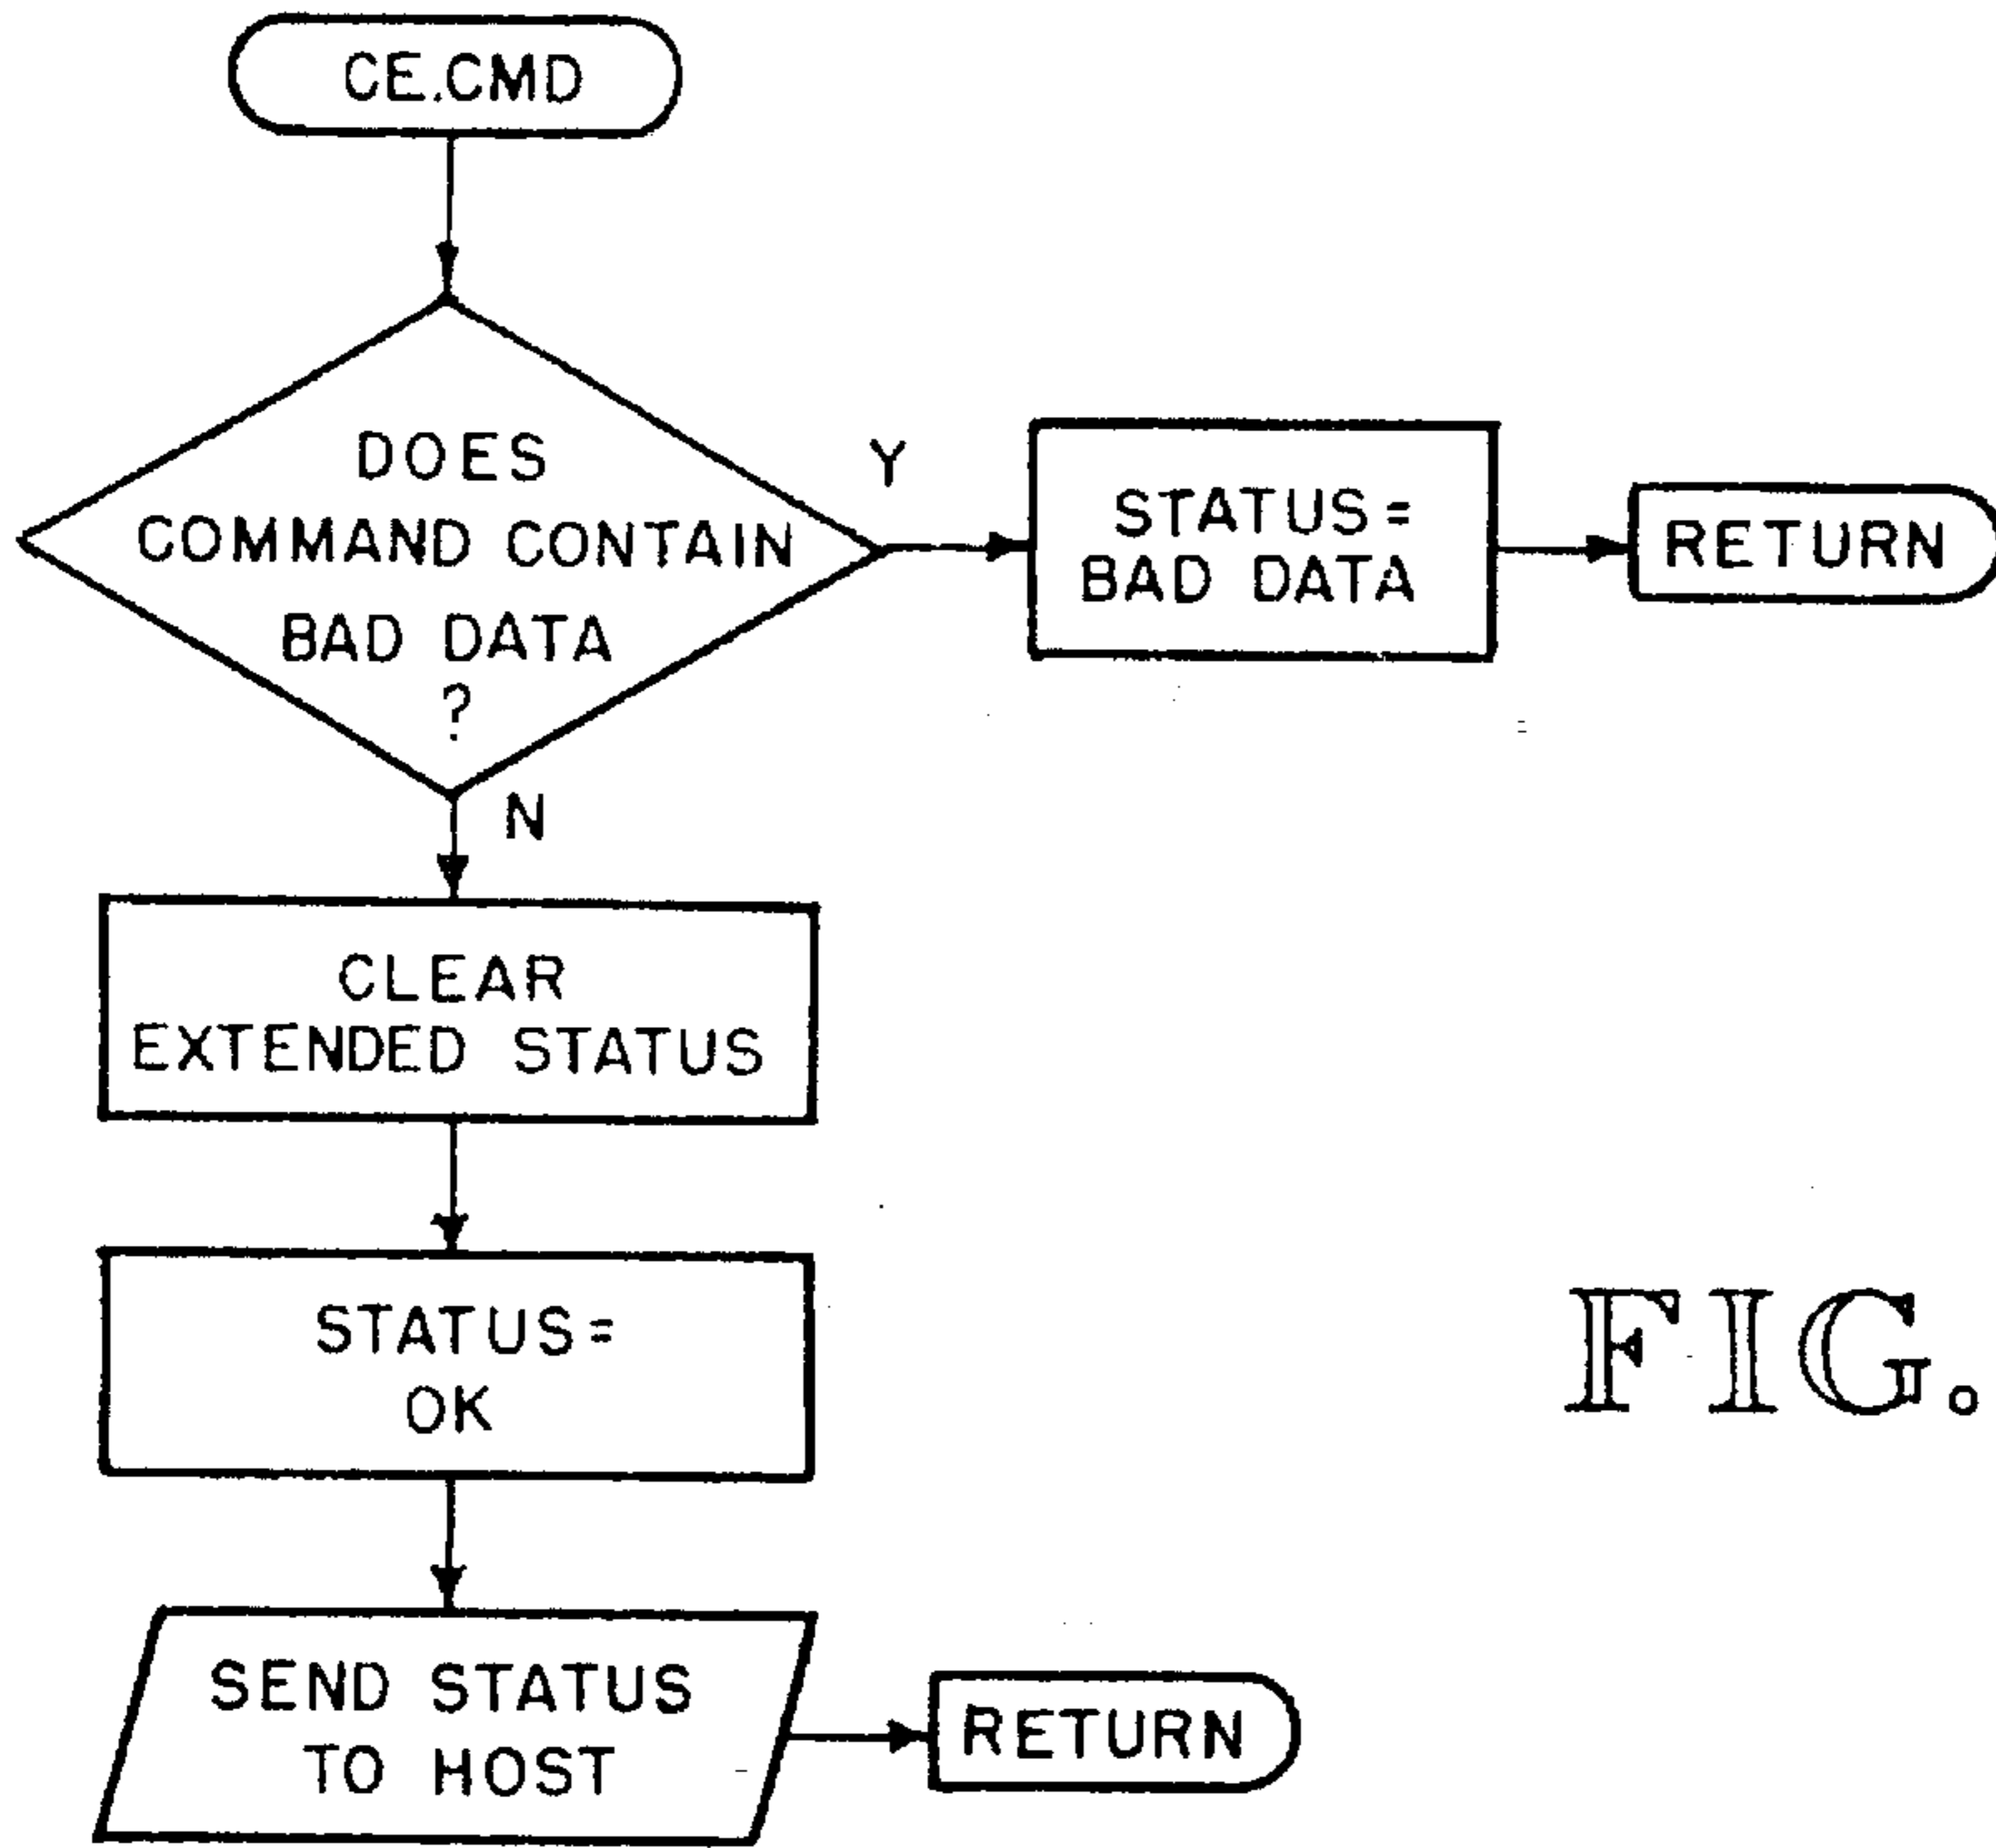 CE.CMD
DOES
COMMAND CONTAIN
BAD DATA
?
Y
STATUS=
BAD DATA
RETURN
N
CLEAR
EXTENDED STATUS
STATUS=
OK
SEND STATUS
TO HOST
RETURN
FIG.